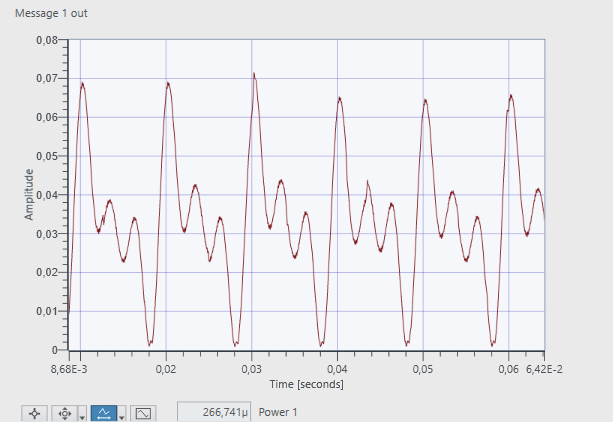 Message 1 out
0,08
0,07
0,06
0,05
0,04
0,03
0,02
0,01
0
Amplitude
8,68E-3 0,02 0,03 0,04 0,05 0,06 6,42E-2
Time [seconds]
266,741µ Power 1